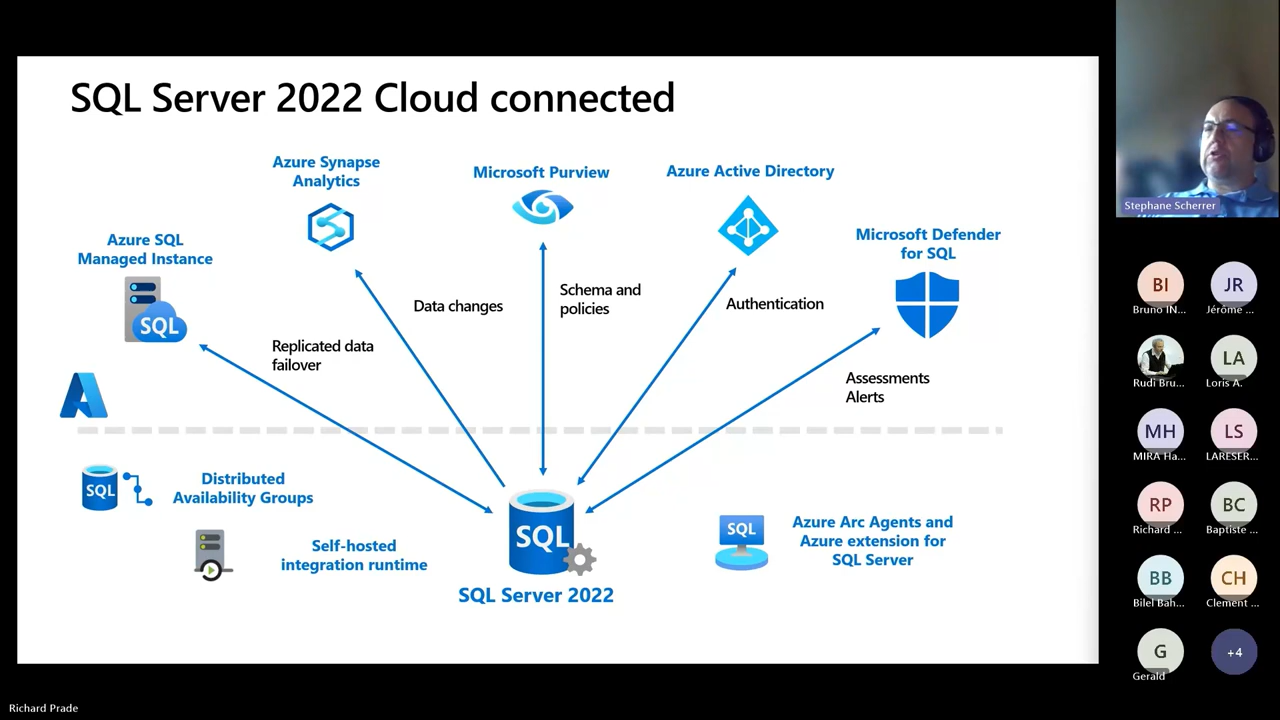 SQL Server 2022 Cloud connected
Azure Synapse
Analytics
Microsoft Purview
Azure Active Directory
Azure SQL
Managed Instance
Microsoft Defender
for SQL
SQL
Data changes
Schema and
policies
Authentication
Replicated data
failover
Assessments
Alerts
SQL
Distributed
Availability Groups
Self-hosted
integration runtime
SQL
SQL Server 2022
SQL
Azure Arc Agents and
Azure extension for
SQL Server
Stephane Scherrer
BI
Bruno IN...
JR
Jérôme ...
Rudi Bru...
LA
Loris A.
MH
MIRA Ha...
LS
LARESER...
RP
Richard ...
BC
Baptiste ...
BB
Bilel Bah...
CH
Clement ...
G
Gerald
+4
Richard Prade